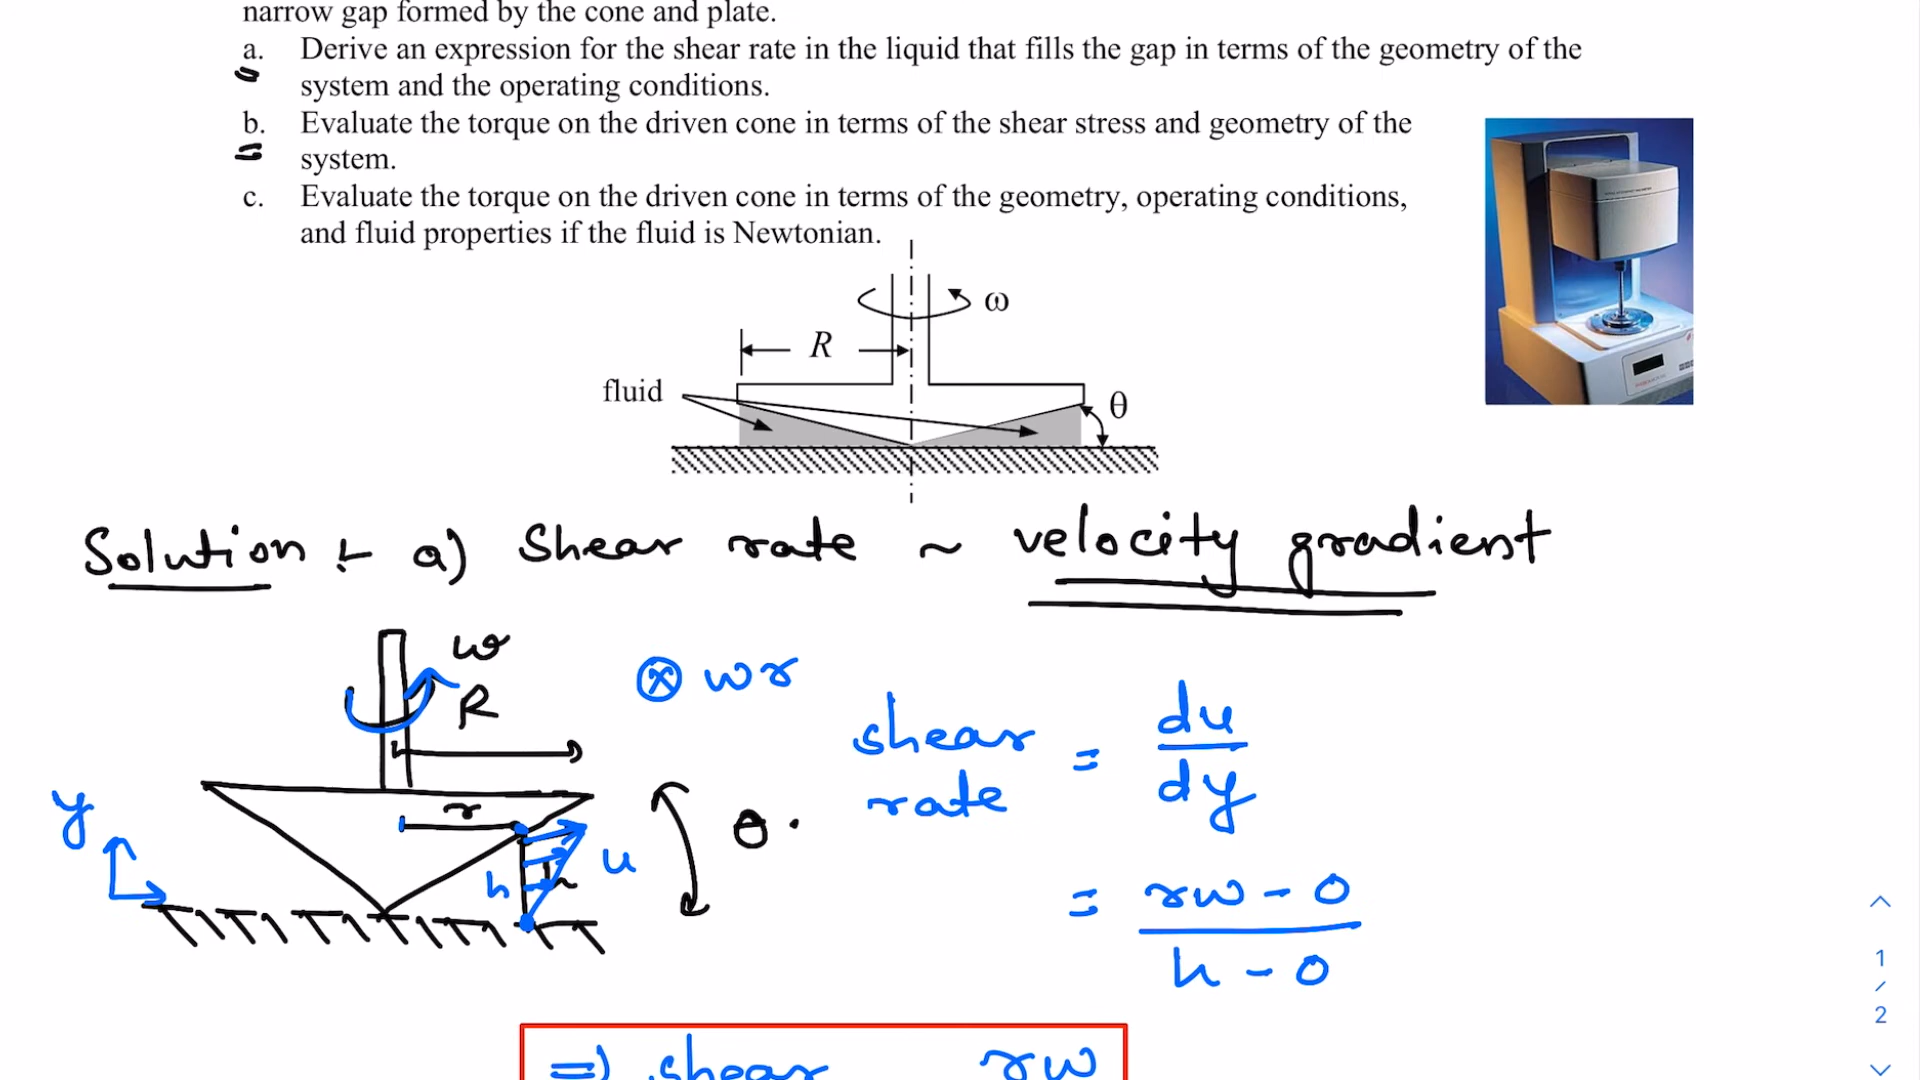 narrow gap formed by the cone and plate.
a. Derive an expression for the shear rate in the liquid that fills the gap in terms of the geometry of the
system and the operating conditions.
b. Evaluate the torque on the driven cone in terms of the shear stress and geometry of the
system.
c. Evaluate the torque on the driven cone in terms of the geometry, operating conditions,
and fluid properties if the fluid is Newtonian.
ω
R
fluid
θ
Solution :- a) Shear rate ~ velocity gradient
ω
R
⊗ ωr
shear rate = du/dy
y
r
θ.
h
u
= rω - 0 / h - 0
1
/
2
=) shear rω